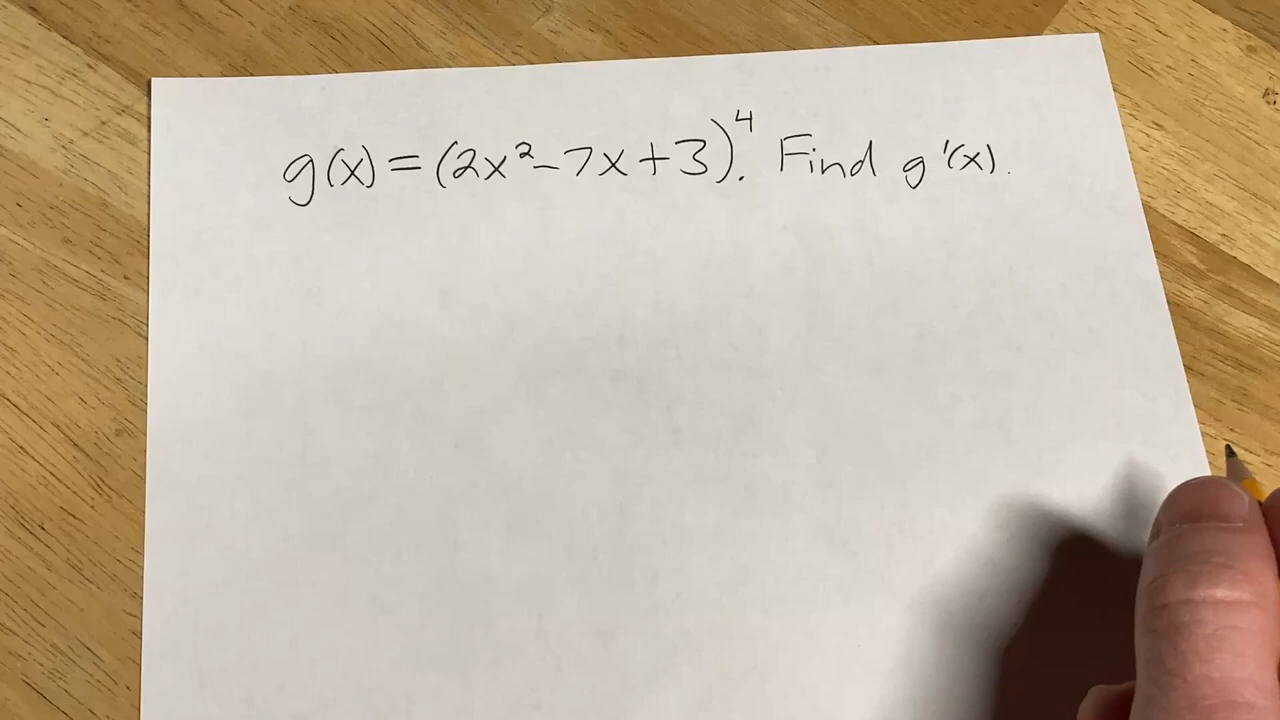 g(x) = (2x²-7x+3)⁴. Find g'(x).